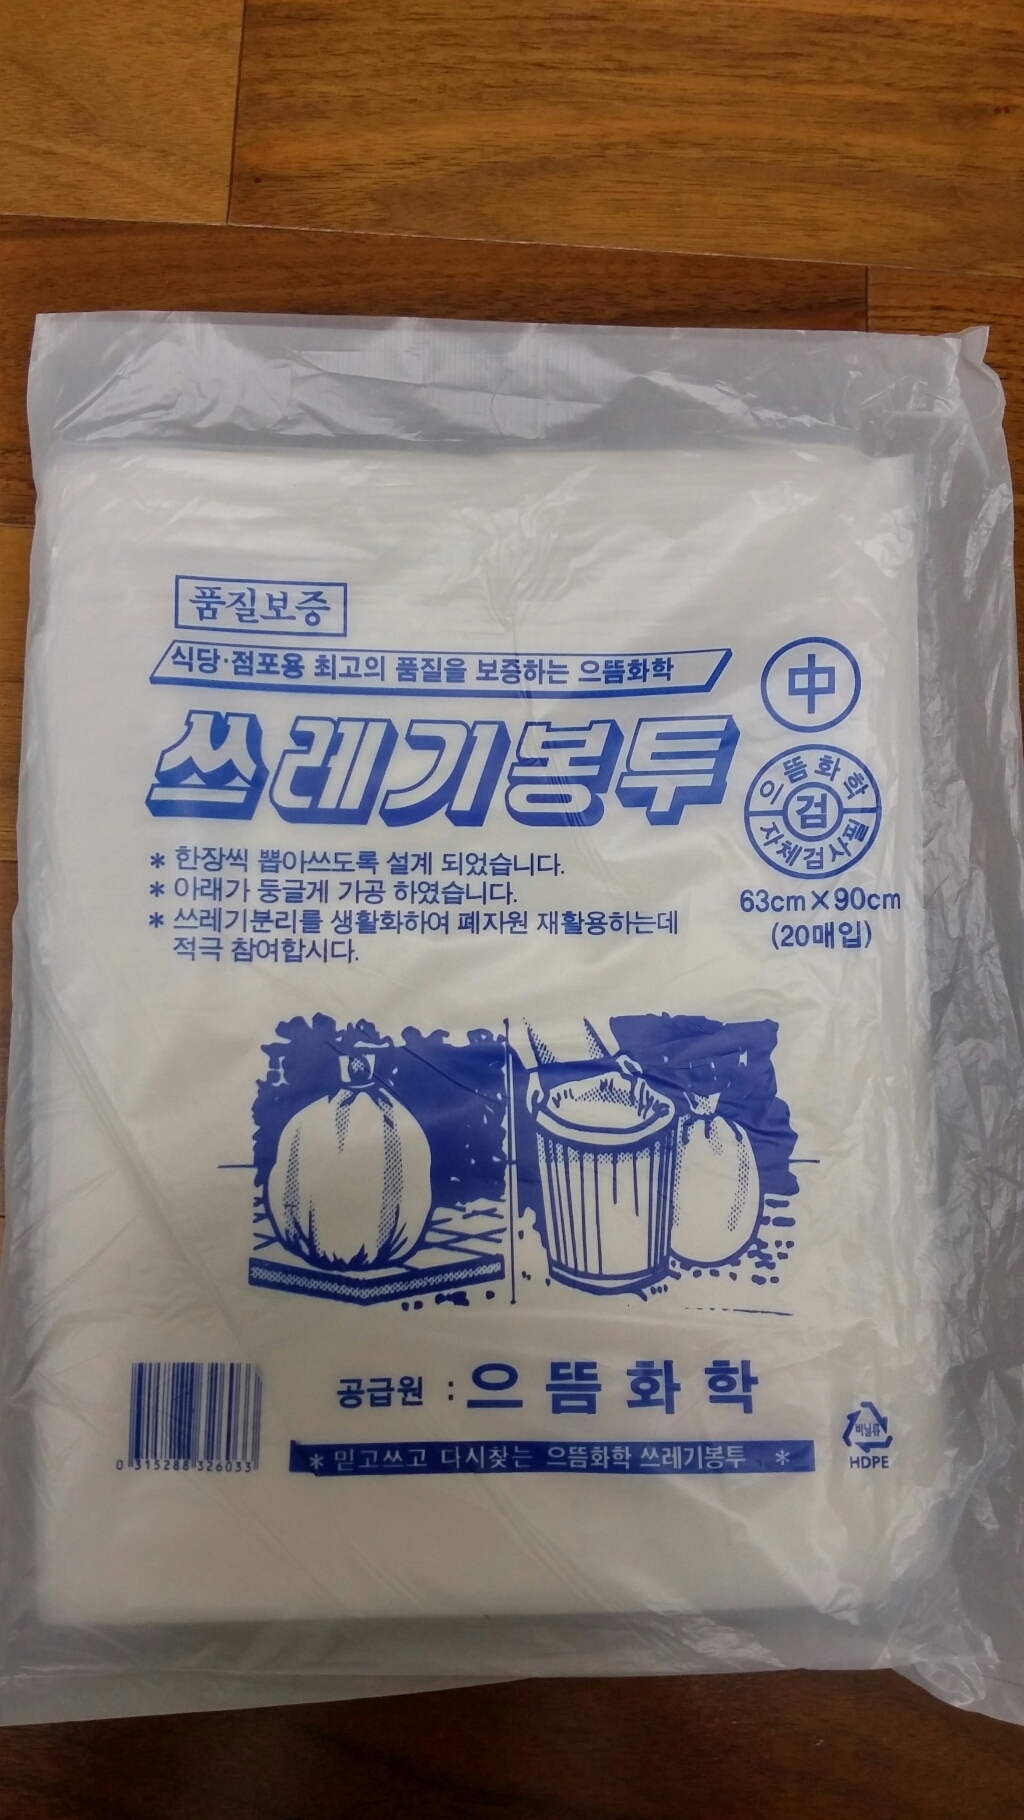 품질보증
식당·점포용 최고의 품질을 보증하는 으뜸화학
中
쓰레기봉투
으뜸화학
검
자체검사필
* 한장씩 뽑아쓰도록 설계 되었습니다.
* 아래가 둥글게 가공 하였습니다.
* 쓰레기분리를 생활화하여 폐자원 재활용하는데
적극 참여합시다.
63cm×90cm
(20매입)
공급원 : 으뜸화학
* 믿고쓰고 다시찾는 으뜸화학 쓰레기봉투 *
0 315288 326033
비닐류
HDPE